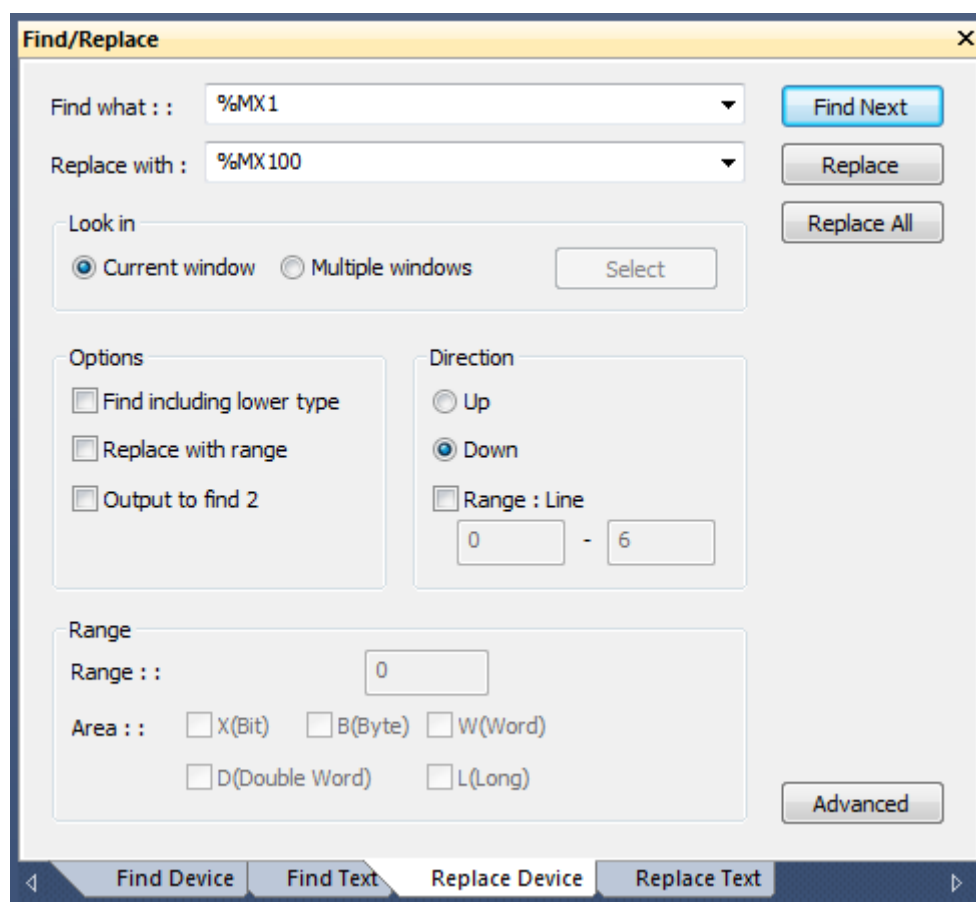 Find/Replace
Find what : : %MX1 Find Next
Replace with : %MX100 Replace
Look in Replace All
Current window Multiple windows Select
Options Direction
Find including lower type Up
Replace with range Down
Output to find 2 Range : Line
0 - 6
Range
Range : : 0
Area : : X(Bit) B(Byte) W(Word)
D(Double Word) L(Long)
Advanced
Find Device Find Text Replace Device Replace Text